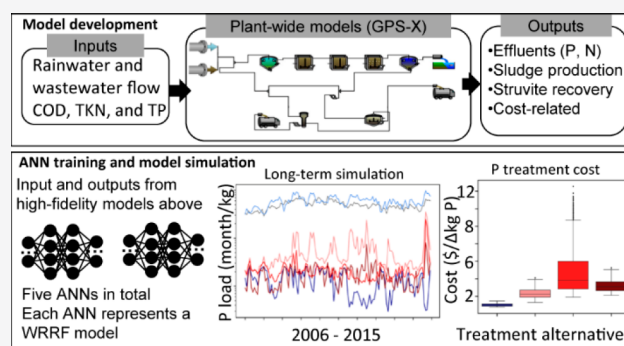 Model development
Inputs
Rainwater and
wastewater flow
COD, TKN, and TP
Plant-wide models (GPS-X)
Outputs
•Effluents (P, N)
•Sludge production
•Struvite recovery
•Cost-related
ANN training and model simulation
Input and outputs from
high-fidelity models above
Five ANNs in total
Each ANN represents a
WRRF model
Long-term simulation
P load (month/kg)
2006 - 2015
P treatment cost
Cost ($/Δkg P)
12
10
6
2
Treatment alternative